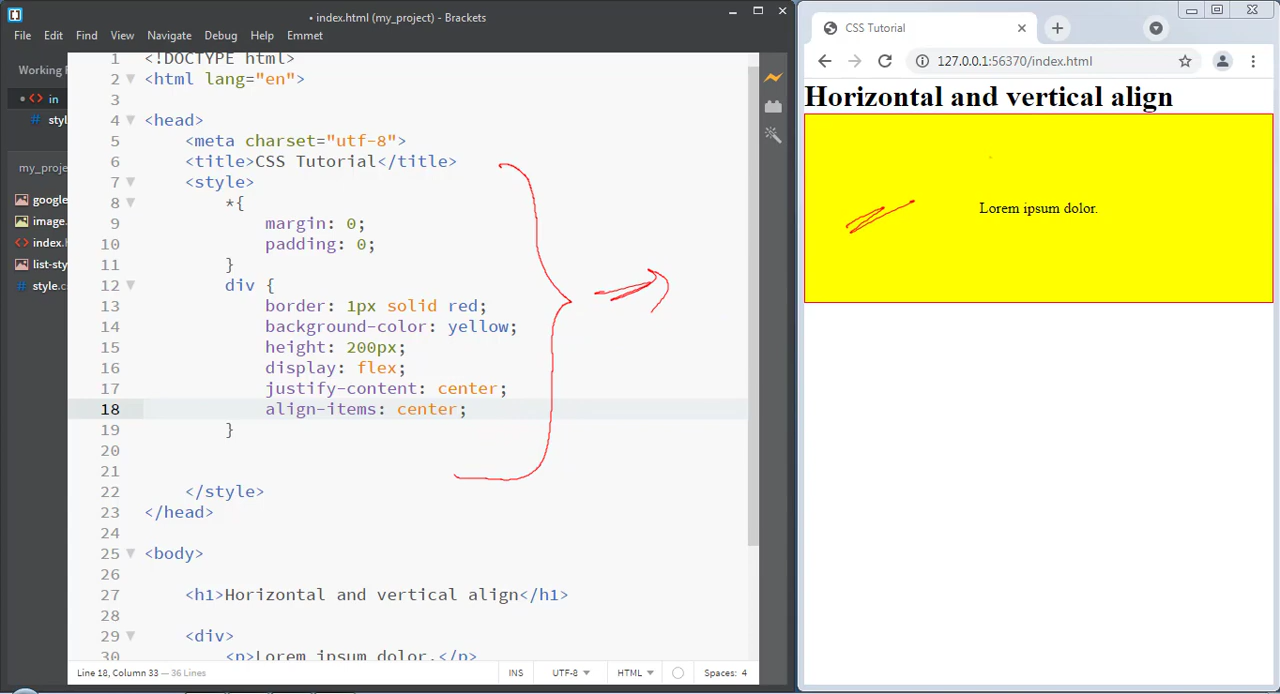 • index.html (my_project) - Brackets
File Edit Find View Navigate Debug Help Emmet
Working F
• <> in
# styl
my_proje
google
image.
<> index.h
list-sty
# style.c
1 <!DOCTYPE html>
2 <html lang="en">
3
4 <head>
5 <meta charset="utf-8">
6 <title>CSS Tutorial</title>
7 <style>
8 *{
9 margin: 0;
10 padding: 0;
11 }
12 div {
13 border: 1px solid red;
14 background-color: yellow;
15 height: 200px;
16 display: flex;
17 justify-content: center;
18 align-items: center;
19 }
20
21
22 </style>
23 </head>
24
25 <body>
26
27 <h1>Horizontal and vertical align</h1>
28
29 <div>
30 <p>Lorem ipsum dolor.</p>
Line 18, Column 33 — 36 Lines
INS UTF-8 HTML Spaces: 4
CSS Tutorial
127.0.0.1:56370/index.html
Horizontal and vertical align
Lorem ipsum dolor.